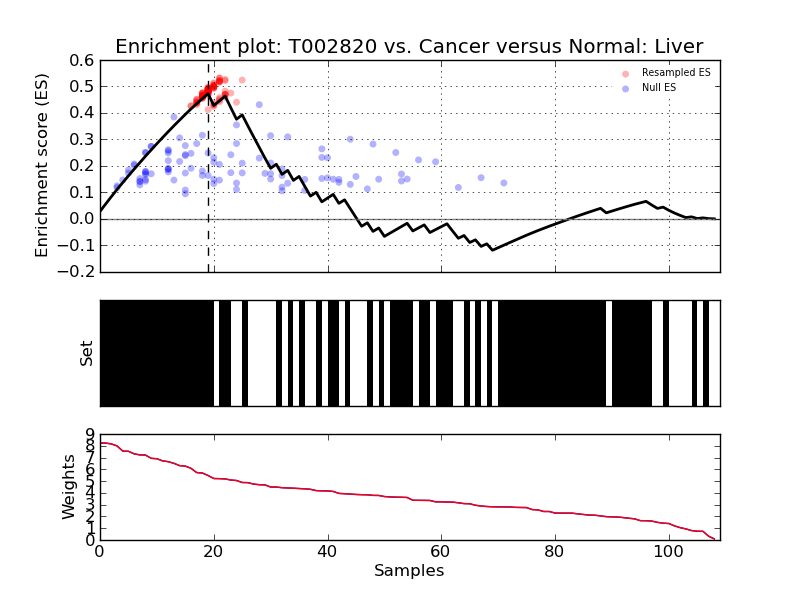 Enrichment plot: T002820 vs. Cancer versus Normal: Liver
Enrichment score (ES)
0.6
0.5
0.4
0.3
0.2
0.1
0.0
−0.1
−0.2
Resampled ES
Null ES
Set
Weights
9
8
7
6
5
4
3
2
1
0
0 20 40 60 80 100
Samples